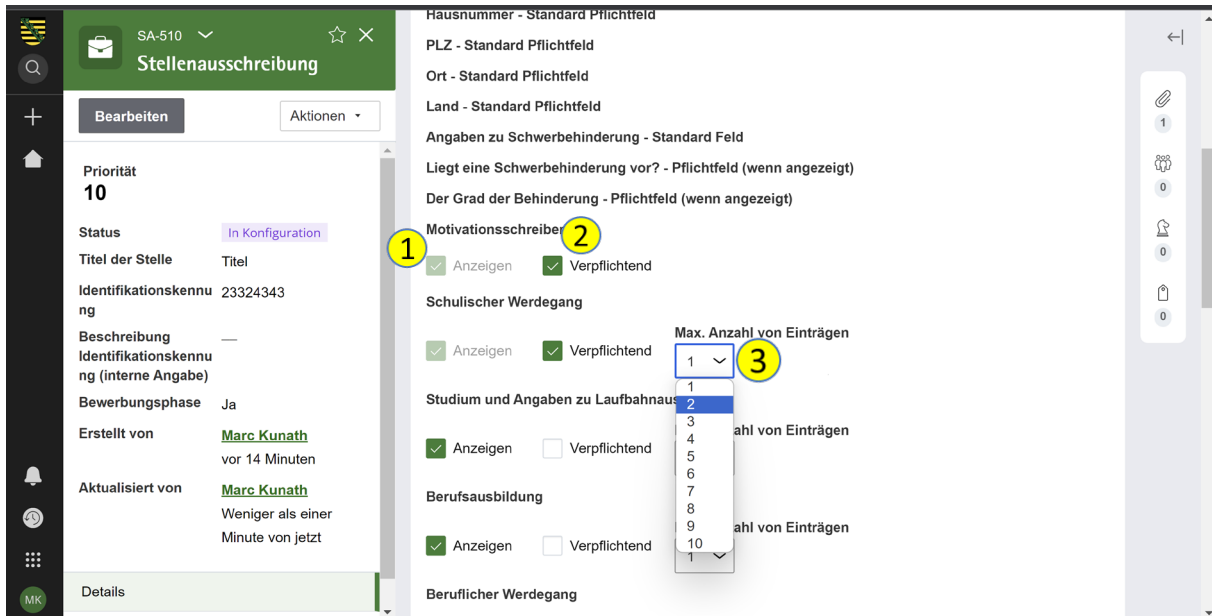 SA-510
Stellenausschreibung
Bearbeiten
Aktionen
Priorität
10
Status In Konfiguration
Titel der Stelle Titel
Identifikationskennu 23324343
ng
Beschreibung —
Identifikationskennu
ng (interne Angabe)
Bewerbungsphase Ja
Erstellt von Marc Kunath
vor 14 Minuten
Aktualisiert von Marc Kunath
Weniger als einer
Minute von jetzt
Details
MK
Hausnummer - Standard Pflichtfeld
PLZ - Standard Pflichtfeld
Ort - Standard Pflichtfeld
Land - Standard Pflichtfeld
Angaben zu Schwerbehinderung - Standard Feld
Liegt eine Schwerbehinderung vor? - Pflichtfeld (wenn angezeigt)
Der Grad der Behinderung - Pflichtfeld (wenn angezeigt)
Motivationsschreiben
1 2
Anzeigen Verpflichtend
Schulischer Werdegang
Max. Anzahl von Einträgen
Anzeigen Verpflichtend 1 3
1
2
3
4
5
6
7
8
9
10
Studium und Angaben zu Laufbahnaus
ahl von Einträgen
Anzeigen Verpflichtend
Berufsausbildung
ahl von Einträgen
Anzeigen Verpflichtend 1
Beruflicher Werdegang
1
0
0
0